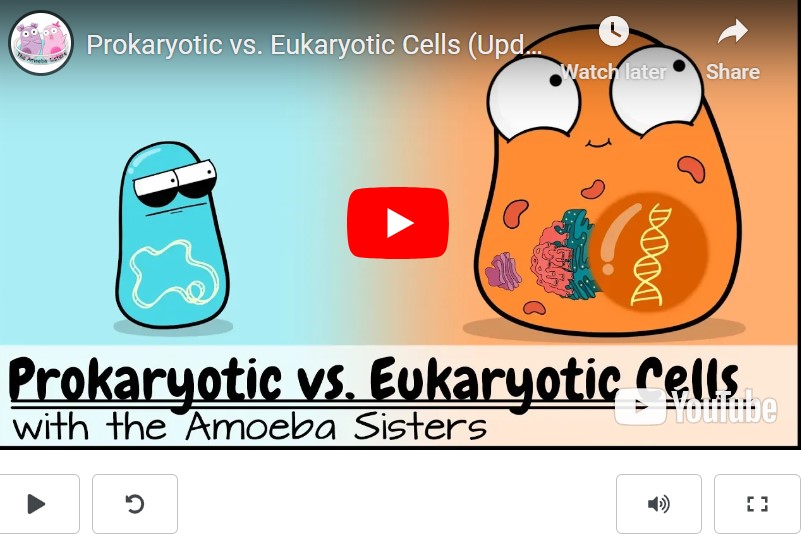 The Amoeba Sisters
Prokaryotic vs. Eukaryotic Cells (Upd...
Watch later
Share
Prokaryotic vs. Eukaryotic Cells
with the Amoeba Sisters
YouTube